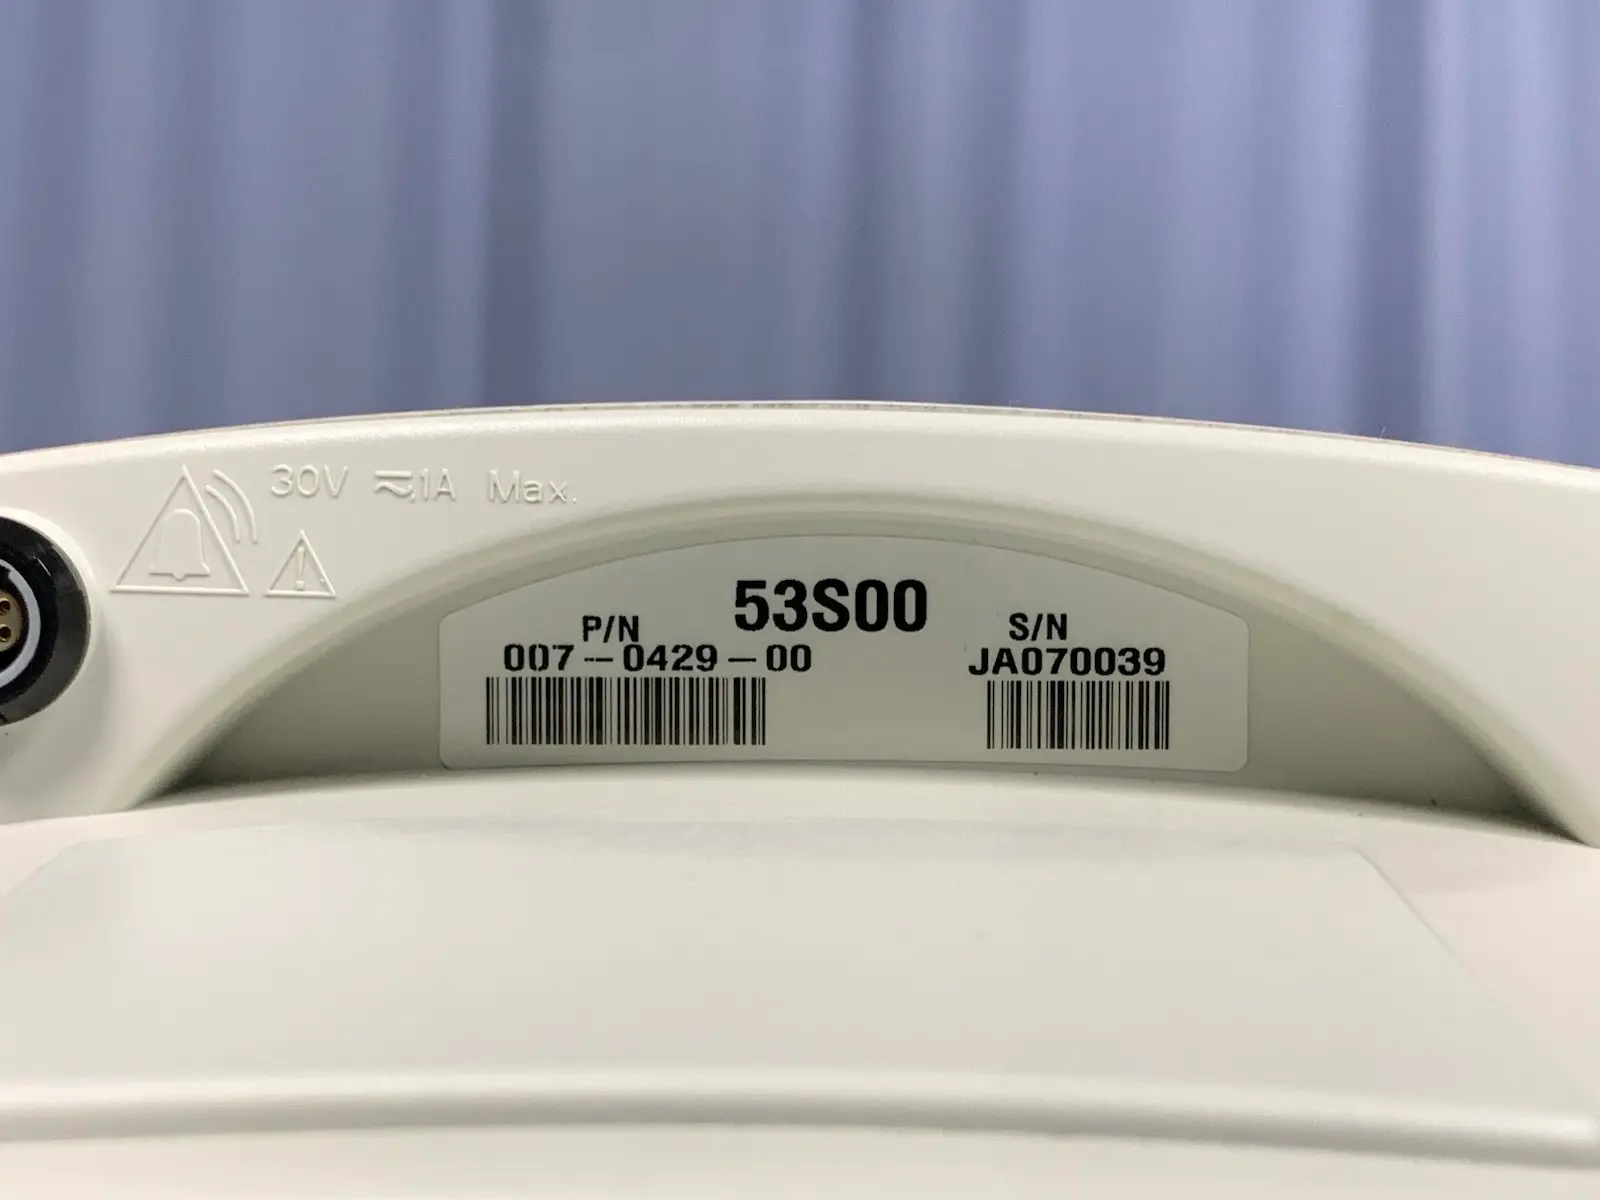 30V ⎓ .1A Max.
53S00
P/N
007-0429-00
S/N
JA070039